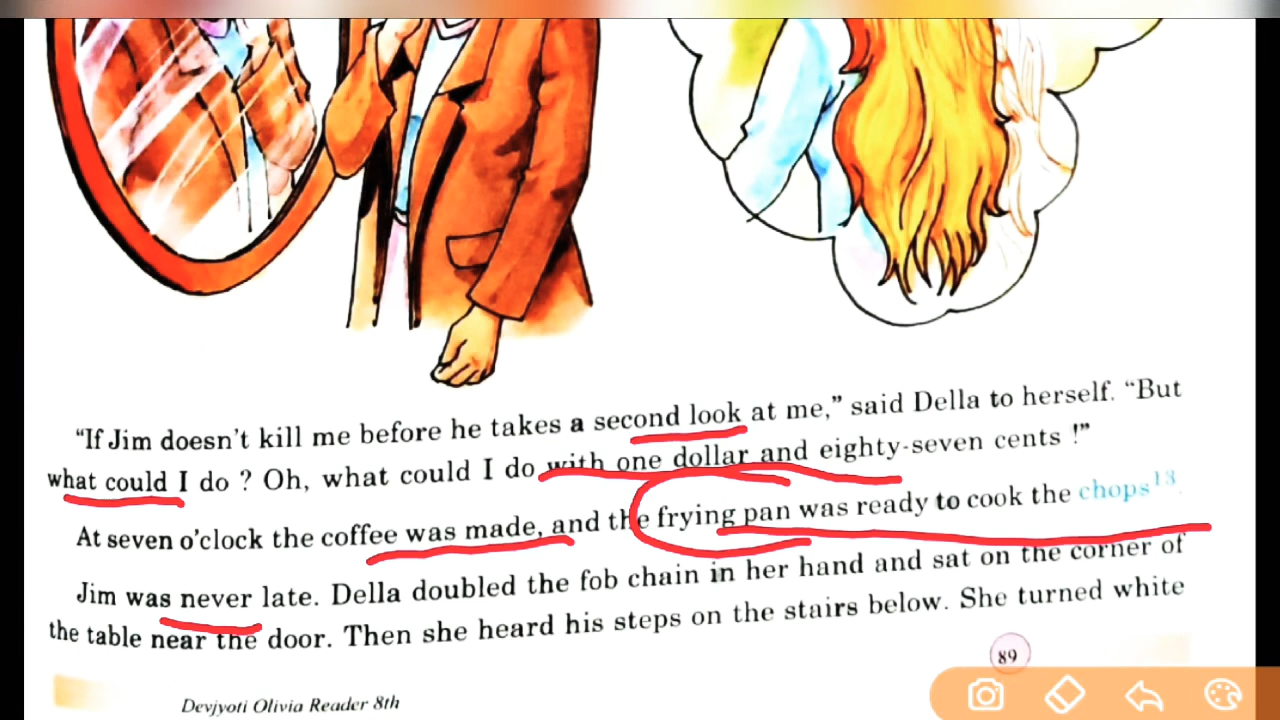 “If Jim doesn’t kill me before he takes a second look at me,” said Della to herself. “But
what could I do ? Oh, what could I do with one dollar and eighty-seven cents !”
At seven o’clock the coffee was made, and the frying pan was ready to cook the chops13.
Jim was never late. Della doubled the fob chain in her hand and sat on the corner of
the table near the door. Then she heard his steps on the stairs below. She turned white
89
Devjyoti Olivia Reader 8th